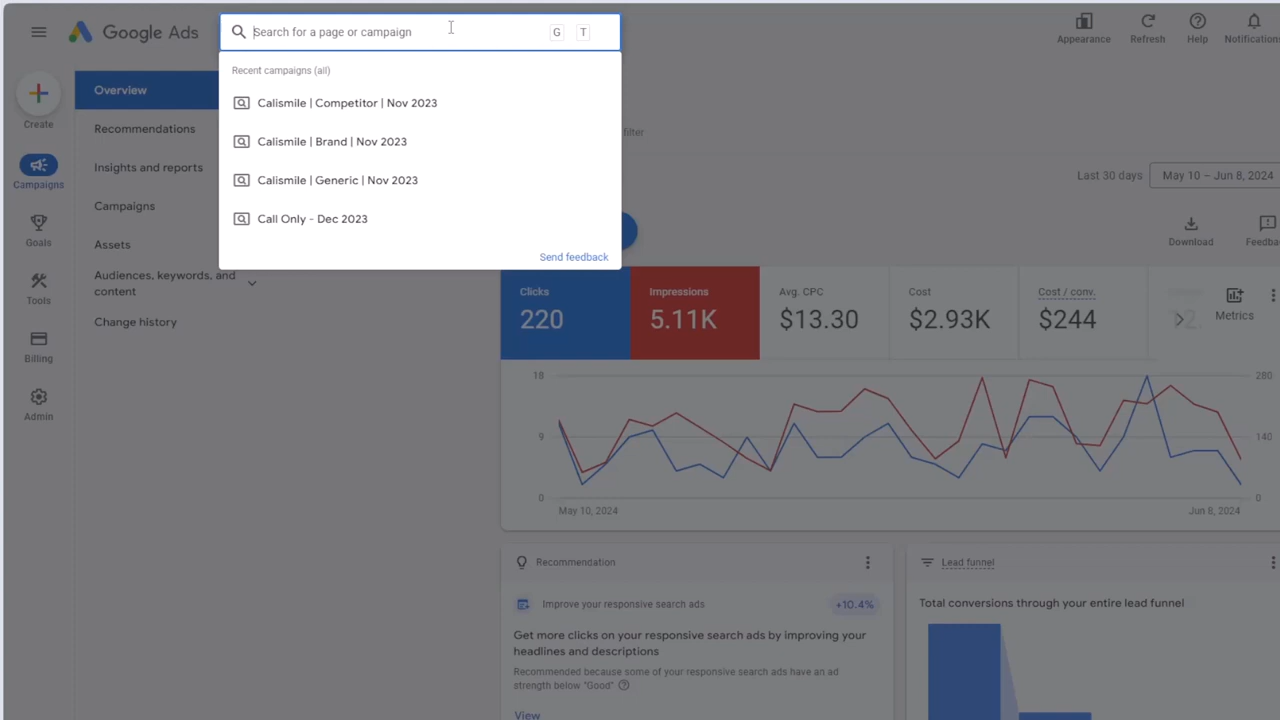 Google Ads
Search for a page or campaign
G
T
Appearance
Refresh
Help
Recent campaigns (all)
Calismile | Competitor | Nov 2023
Calismile | Brand | Nov 2023
Calismile | Generic | Nov 2023
Call Only - Dec 2023
Send feedback
Create
Campaigns
Goals
Tools
Billing
Admin
Overview
Recommendations
Insights and reports
Campaigns
Assets
Audiences, keywords, and
content
Change history
filter
Last 30 days
May 10 – Jun 8, 2024
Download
Clicks
220
Impressions
5.11K
Avg. CPC
$13.30
Cost
$2.93K
Cost / conv.
$244
Metrics
18
9
0
280
140
0
May 10, 2024
Jun 8, 2024
Recommendation
Improve your responsive search ads
+10.4%
Get more clicks on your responsive search ads by improving your
headlines and descriptions
Recommended because some of your responsive search ads have an ad
strength below "Good"
View
Lead funnel
Total conversions through your entire lead funnel